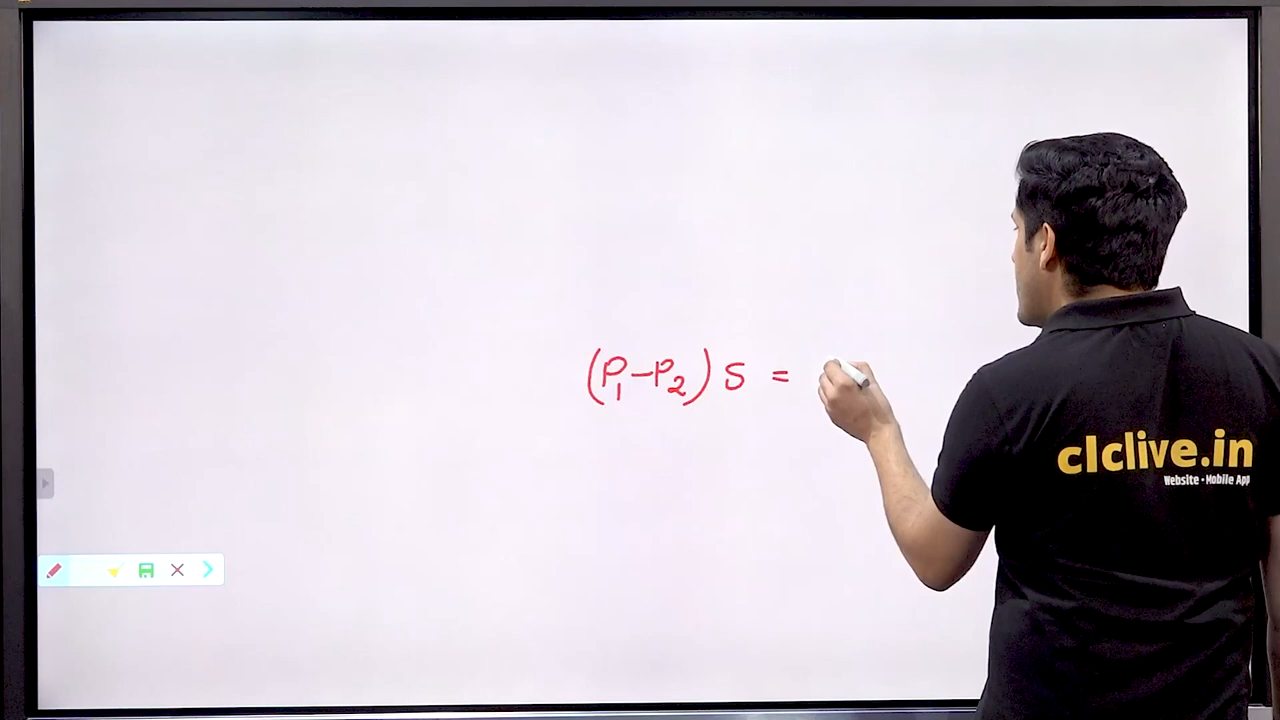 (P₁-P₂) S =
clclive.in
Website • Mobile App